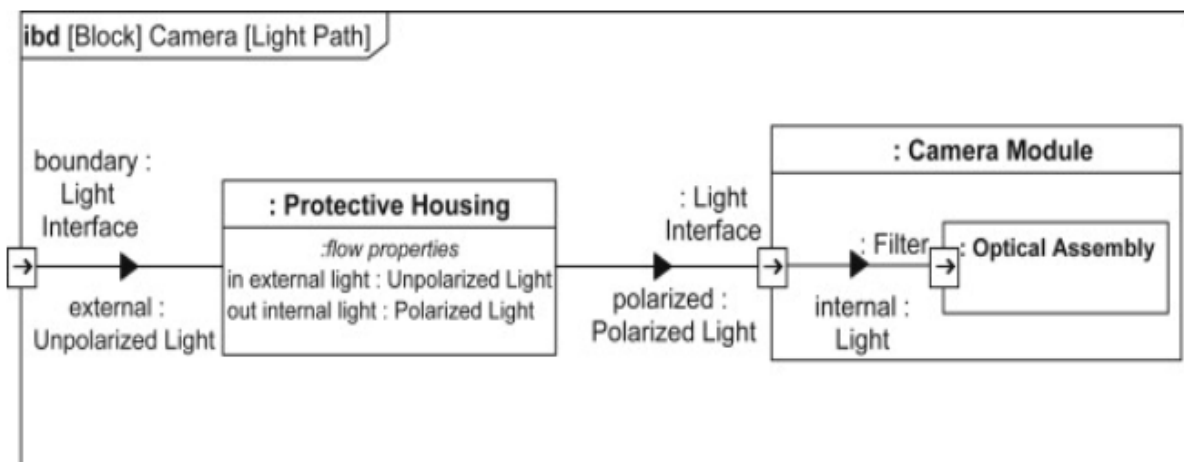 ibd [Block] Camera [Light Path]
boundary :
Light
Interface
external :
Unpolarized Light
: Protective Housing
:flow properties
in external light : Unpolarized Light
out internal light : Polarized Light
: Light
Interface
polarized :
Polarized Light
: Camera Module
: Filter
internal :
Light
: Optical Assembly